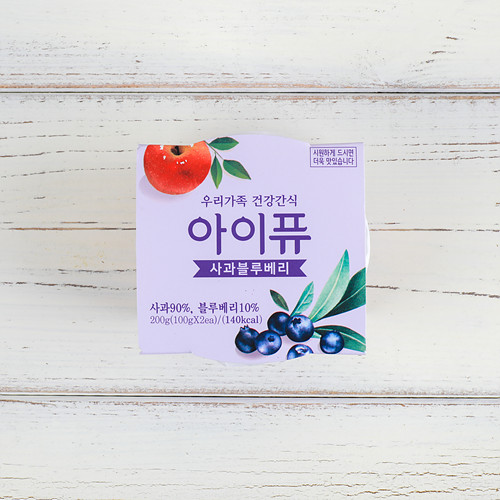 시원하게 드시면
더욱 맛있습니다
우리가족 건강간식
아이퓨
사과블루베리
사과90%, 블루베리10%
200g(100gX2ea)/(140kcal)